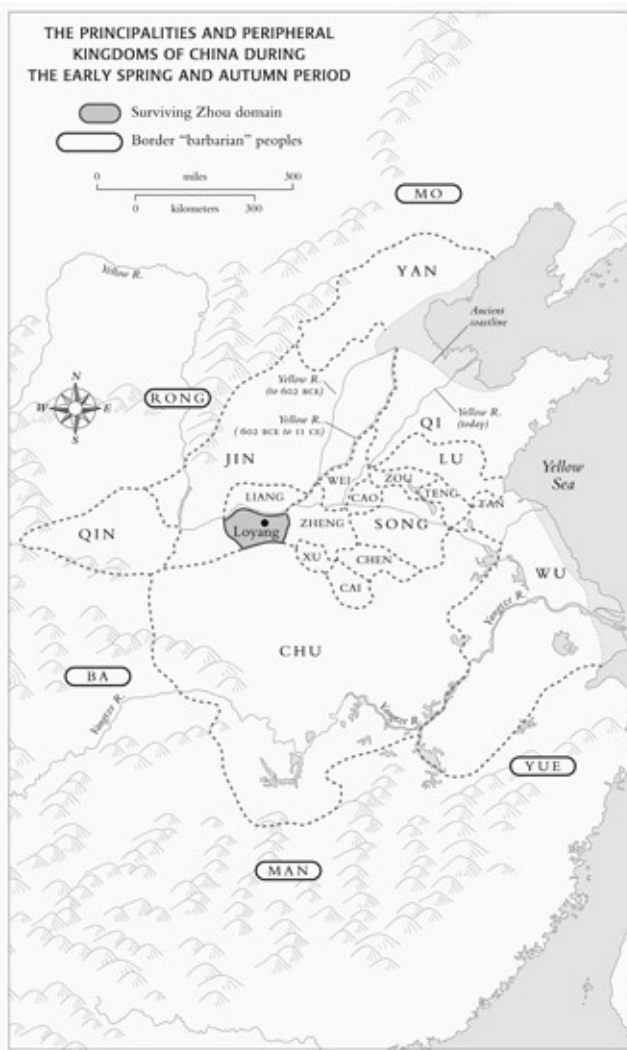 THE PRINCIPALITIES AND PERIPHERAL
KINGDOMS OF CHINA DURING
THE EARLY SPRING AND AUTUMN PERIOD
Surviving Zhou domain
Border "barbarian" peoples
0 miles 300
0 kilometers 300
MO
YAN
Yellow R.
Ancient
coastline
N
W E
S
RONG
Yellow R.
(to 602 BCE)
Yellow R.
(602 BCE to 11 CE)
Yellow R.
(today)
QI
JIN
LU
Yellow
Sea
WEI
ZOU
LIANG
CAO
TENG
TAN
QIN
Loyang
ZHENG
SONG
XU
CHEN
WU
CAI
Yangtze R.
CHU
BA
Yangtze R.
Yangtze R.
YUE
MAN